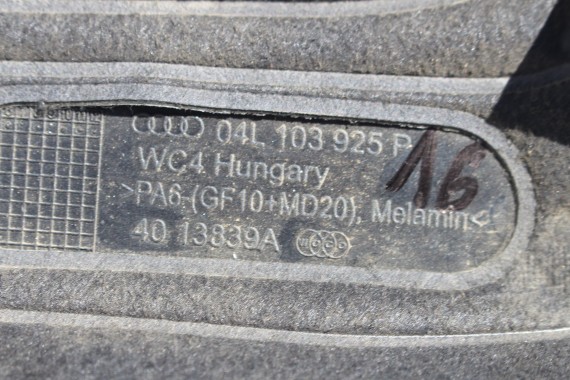 04L 103 925 P
WC4 Hungary
>PA6,(GF10+MD20), Melamin<
40 13839A
16